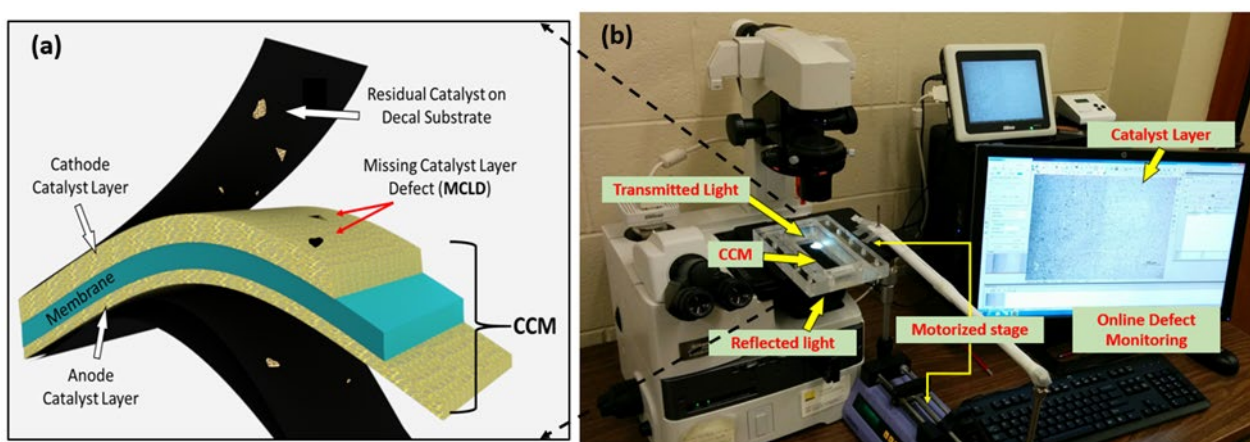 (a)
Residual Catalyst on
Decal Substrate
Cathode
Catalyst Layer
Missing Catalyst Layer
Defect (MCLD)
Membrane
CCM
Anode
Catalyst Layer
(b)
Catalyst Layer
Transmitted Light
CCM
Reflected light
Motorized stage
Online Defect
Monitoring